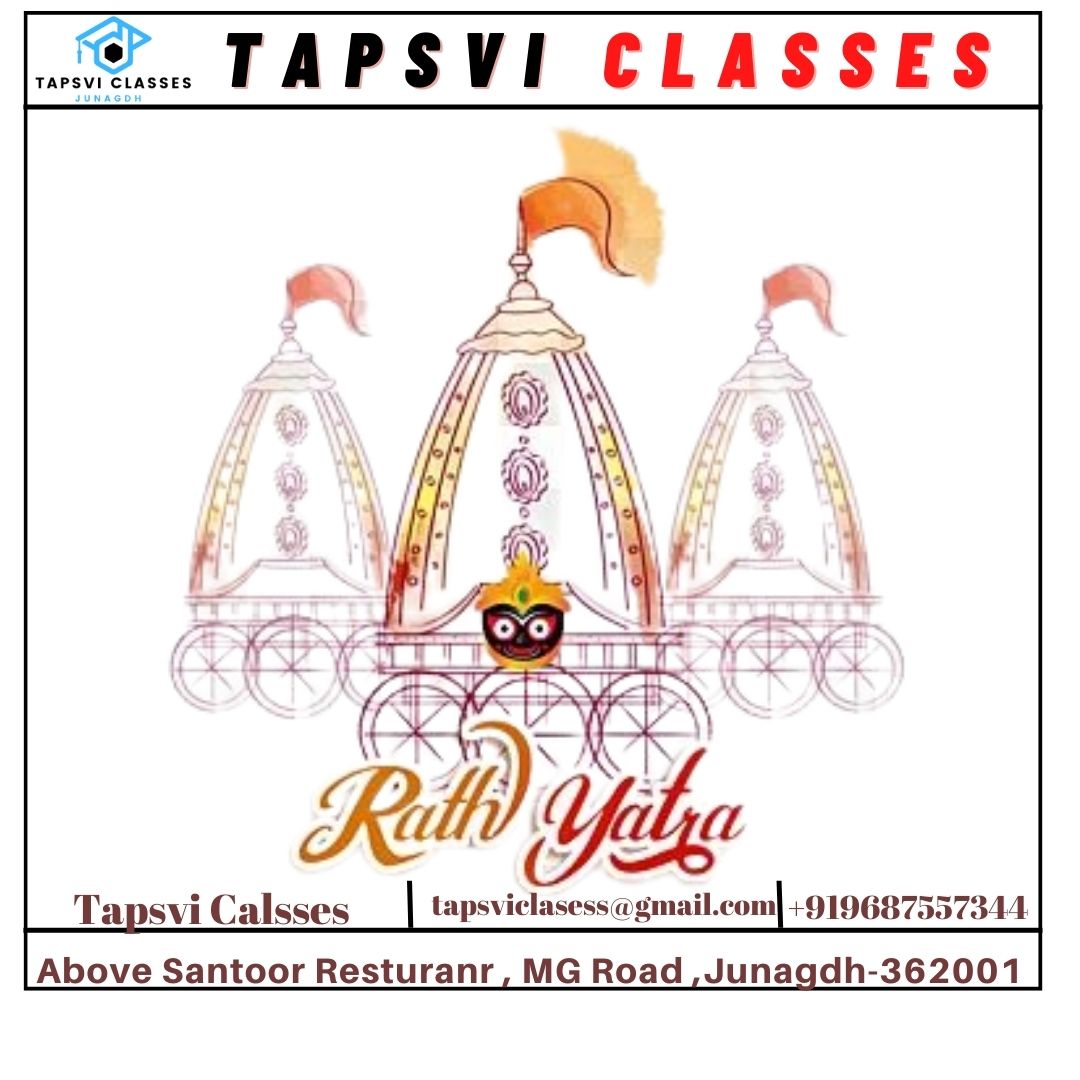 TAPSVI CLASSES
JUNAGDH
TAPSVI CLASSES
Rath Yatra
Tapsvi Calsses
tapsviclasess@gmail.com
+919687557344
Above Santoor Resturanr , MG Road ,Junagdh-362001